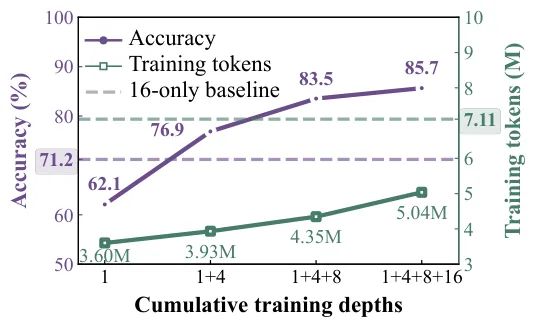 100
90
80
71.2
60
50
Accuracy (%)
Accuracy
Training tokens
16-only baseline
62.1
76.9
83.5
85.7
3.60M
3.93M
4.35M
5.04M
10
9
8
7.11
6
5
4
3
Training tokens (M)
1
1+4
1+4+8
1+4+8+16
Cumulative training depths